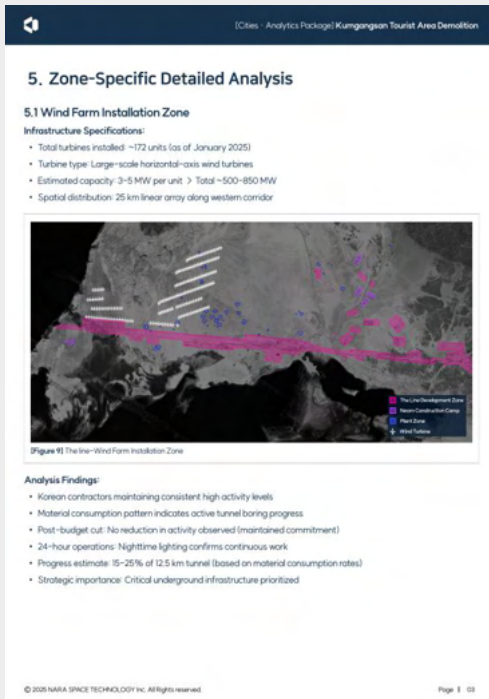 [Cities · Analytics Package] Kumgangsan Tourist Area Demolition
5. Zone-Specific Detailed Analysis
5.1 Wind Farm Installation Zone
Infrastructure Specifications:
• Total turbines installed: ~172 units (as of January 2025)
• Turbine type: Large-scale horizontal-axis wind turbines
• Estimated capacity: 3-5 MW per unit > Total ~500-850 MW
• Spatial distribution: 25 km linear array along western corridor
The Line Development Zone
Neom Construction Camp
Plant Zone
Wind Turbine
[Figure 9] The line-Wind Farm Installation Zone
Analysis Findings:
• Korean contractors maintaining consistent high activity levels
• Material consumption pattern indicates active tunnel boring progress
• Post-budget cut: No reduction in activity observed (maintained commitment)
• 24-hour operations: Nighttime lighting confirms continuous work
• Progress estimate: 15-25% of 12.5 km tunnel (based on material consumption rates)
• Strategic importance: Critical underground infrastructure prioritized
© 2025 NARA SPACE TECHNOLOGY Inc. All Rights reserved.
Page | 03